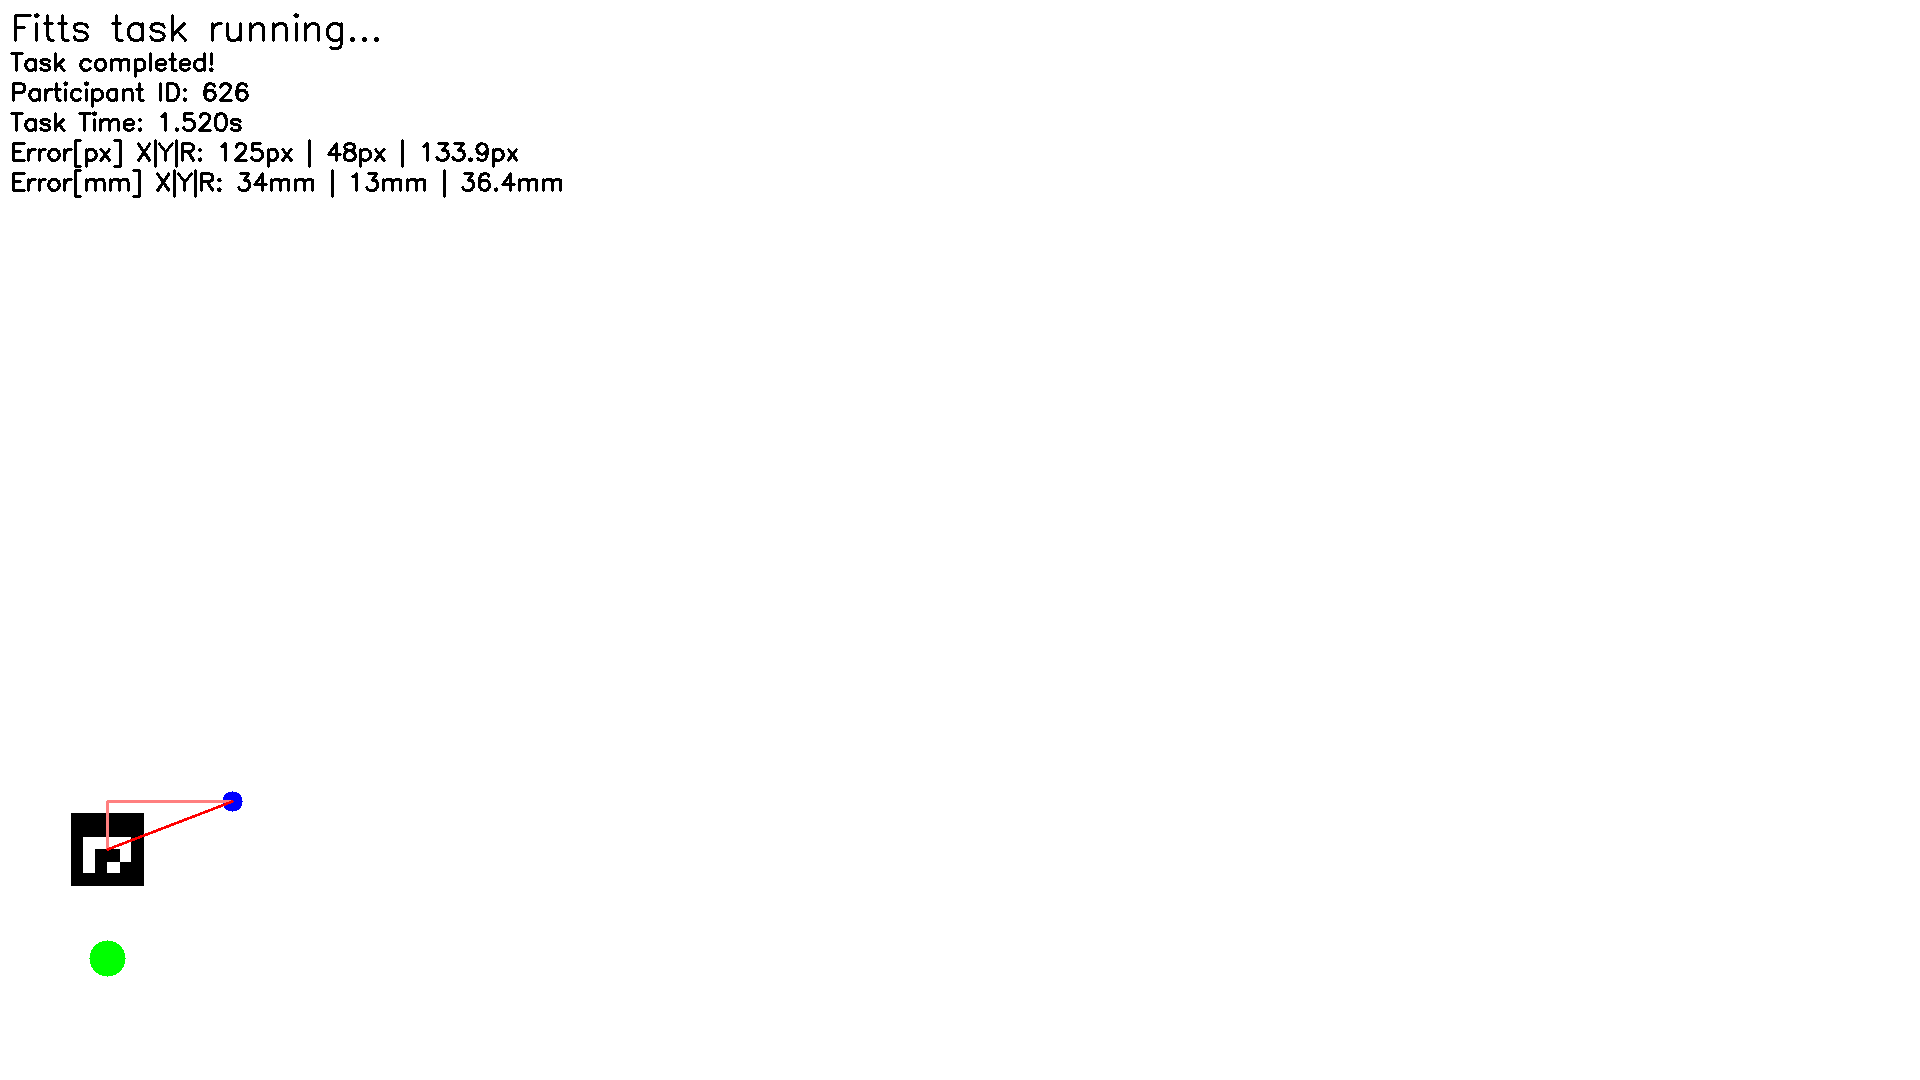 Fitts task running...
Task completed!
Participant ID: 626
Task Time: 1.520s
Error[px] X|Y|R: 125px | 48px | 133.9px
Error[mm] X|Y|R: 34mm | 13mm | 36.4mm